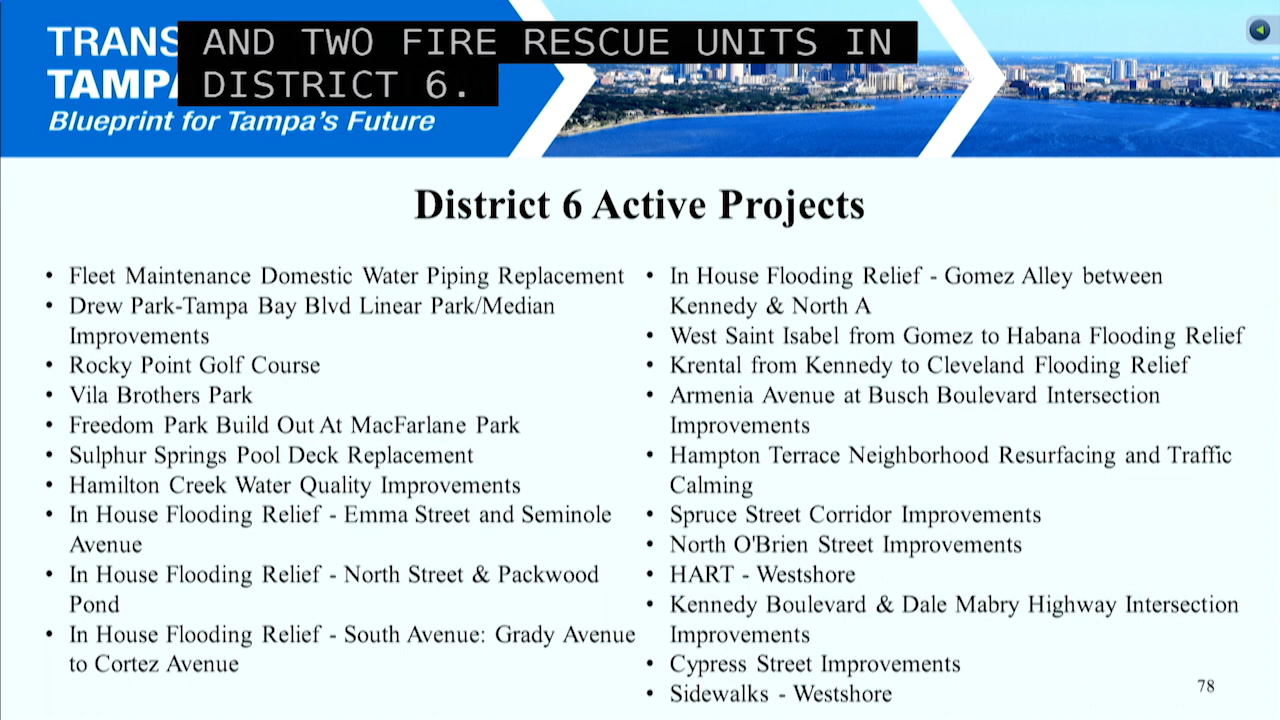 TRANS
TAMPA
AND TWO FIRE RESCUE UNITS IN
DISTRICT 6.
Blueprint for Tampa's Future
District 6 Active Projects
• Fleet Maintenance Domestic Water Piping Replacement
• Drew Park-Tampa Bay Blvd Linear Park/Median
Improvements
• Rocky Point Golf Course
• Vila Brothers Park
• Freedom Park Build Out At MacFarlane Park
• Sulphur Springs Pool Deck Replacement
• Hamilton Creek Water Quality Improvements
• In House Flooding Relief - Emma Street and Seminole
Avenue
• In House Flooding Relief - North Street & Packwood
Pond
• In House Flooding Relief - South Avenue: Grady Avenue
to Cortez Avenue
• In House Flooding Relief - Gomez Alley between
Kennedy & North A
• West Saint Isabel from Gomez to Habana Flooding Relief
• Krental from Kennedy to Cleveland Flooding Relief
• Armenia Avenue at Busch Boulevard Intersection
Improvements
• Hampton Terrace Neighborhood Resurfacing and Traffic
Calming
• Spruce Street Corridor Improvements
• North O'Brien Street Improvements
• HART - Westshore
• Kennedy Boulevard & Dale Mabry Highway Intersection
Improvements
• Cypress Street Improvements
• Sidewalks - Westshore
78